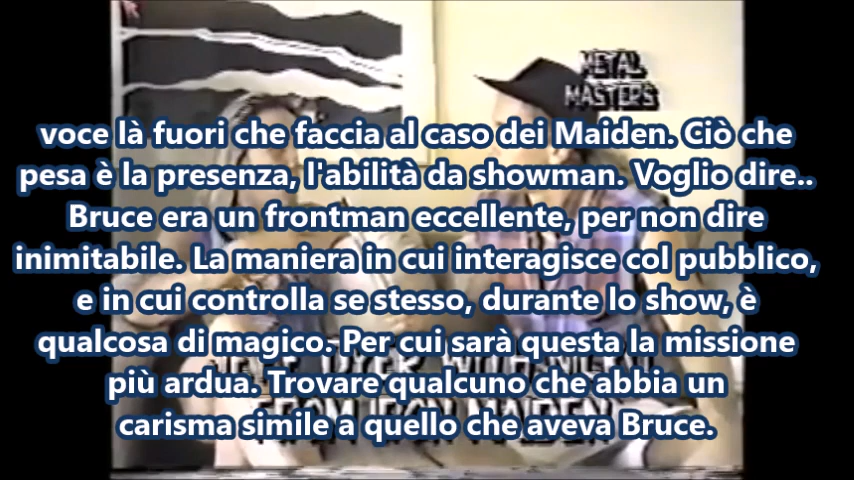 METAL
MASTERS
voce là fuori che faccia al caso dei Maiden. Ciò che
pesa è la presenza, l'abilità da showman. Voglio dire..
Bruce era un frontman eccellente, per non dire
inimitabile. La maniera in cui interagisce col pubblico,
e in cui controlla se stesso, durante lo show, è
qualcosa di magico. Per cui sarà questa la missione
più ardua. Trovare qualcuno che abbia un
carisma simile a quello che aveva Bruce.
FROM IRON MAIDEN